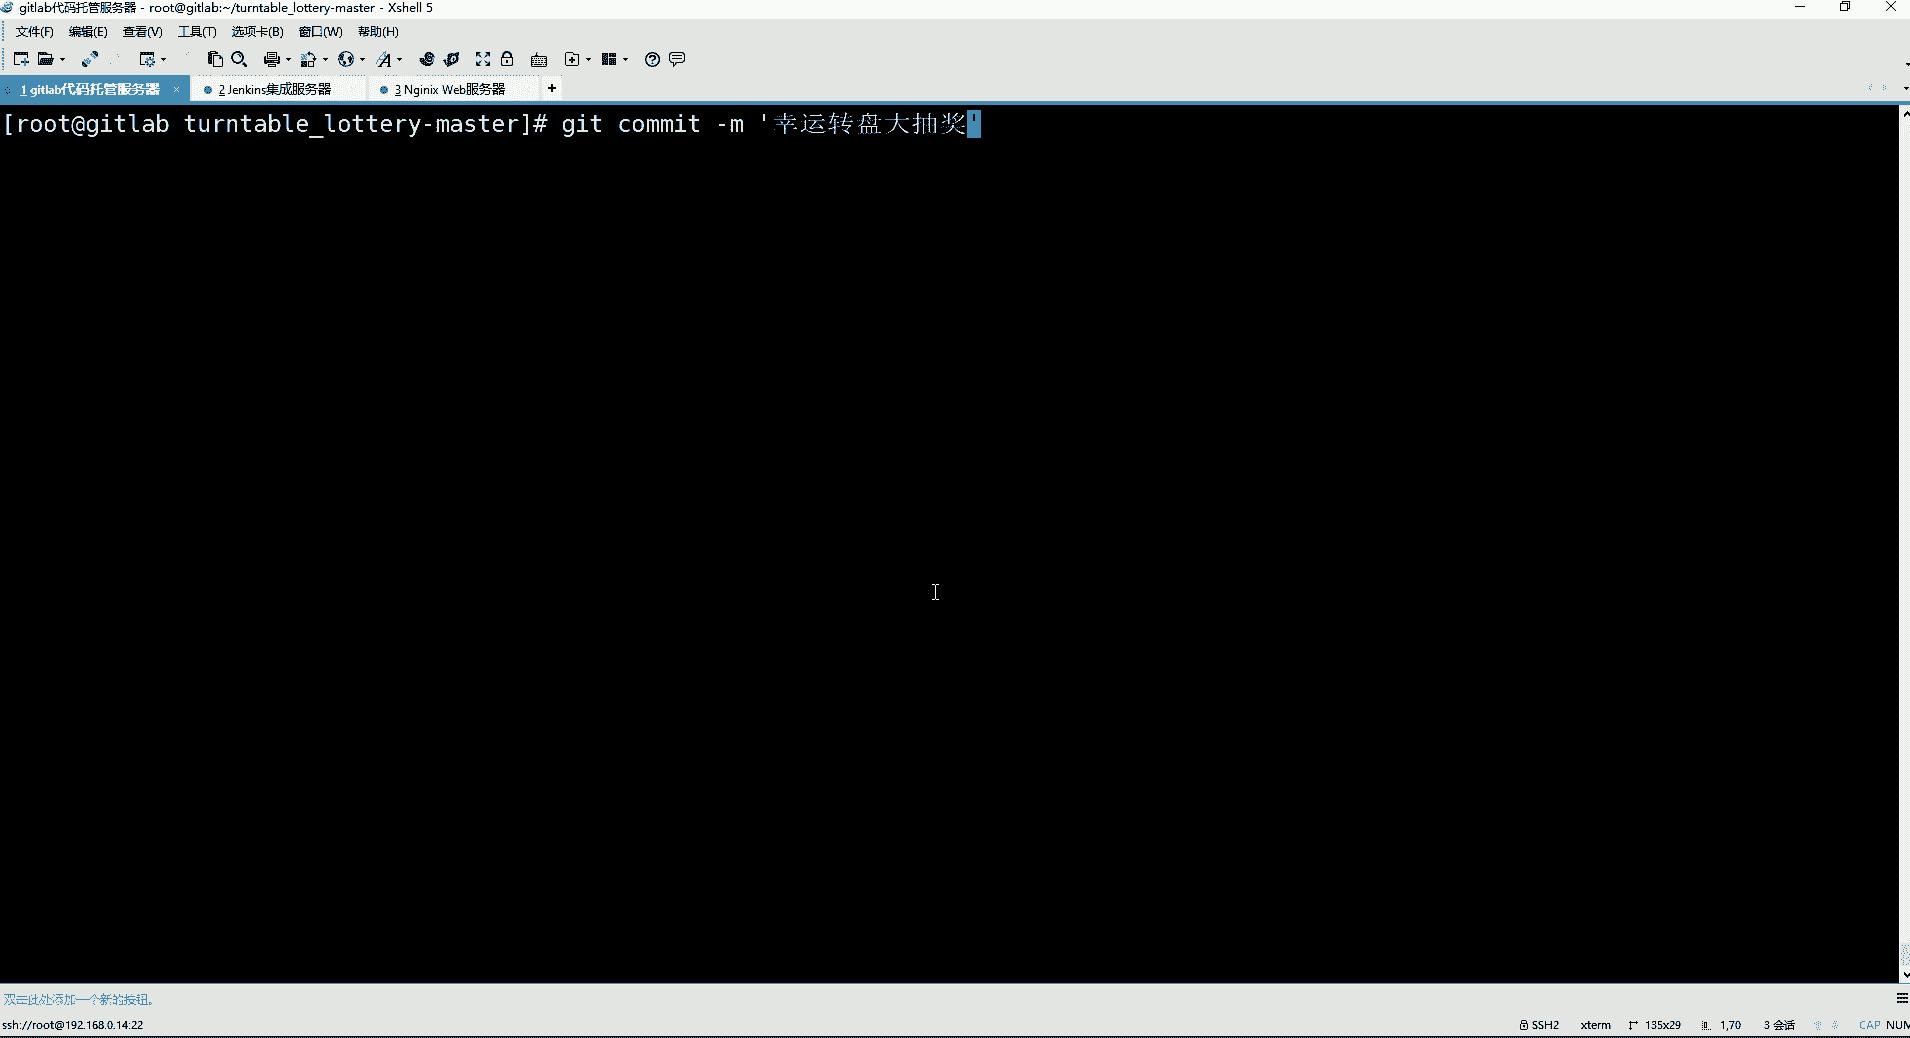 gitlab代码托管服务器 - root@gitlab:~/turntable_lottery-master - Xshell 5
文件(F) 编辑(E) 查看(V) 工具(T) 选项卡(B) 窗口(W) 帮助(H)
1 gitlab代码托管服务器 × 2 Jenkins集成服务器 3 Nginix Web服务器 +
[root@gitlab turntable_lottery-master]# git commit -m '幸运转盘大抽奖'
双击此处添加一个新的按钮。
ssh://root@192.168.0.14:22 SSH2 xterm 135x29 1,70 3 会话 CAP NUM